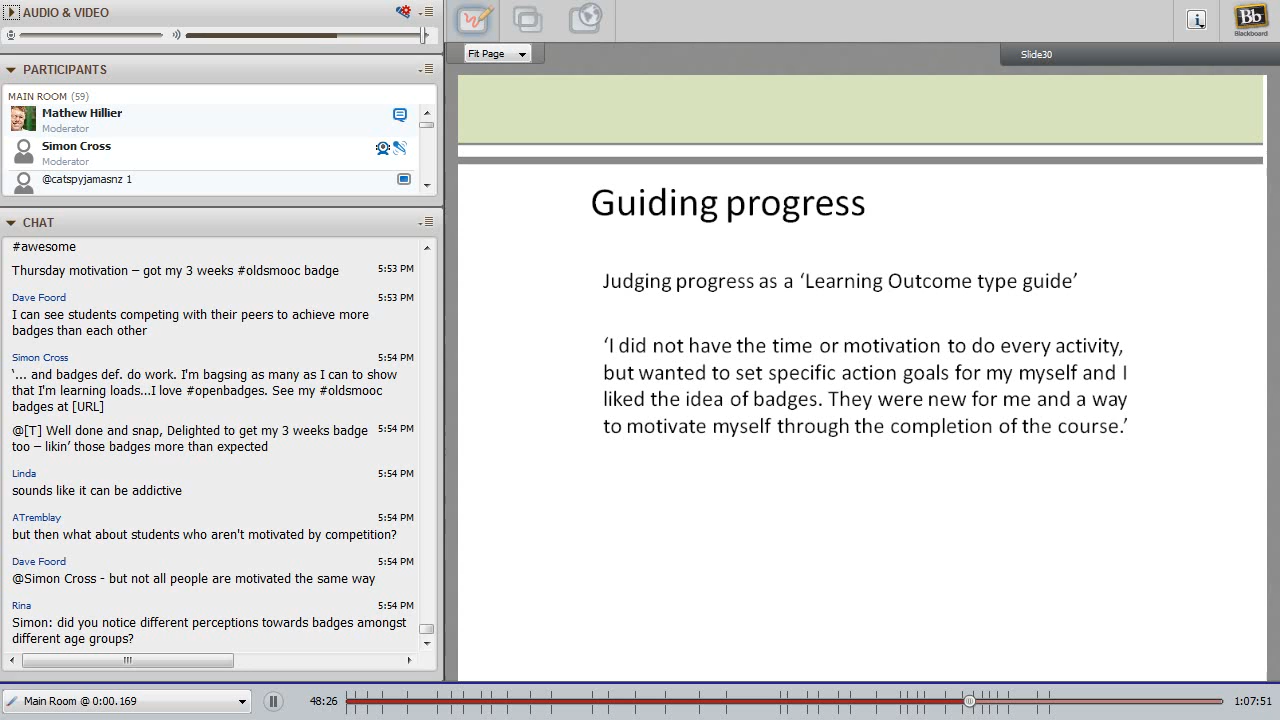 AUDIO & VIDEO
PARTICIPANTS
MAIN ROOM (59)
Mathew Hillier
Moderator
Simon Cross
Moderator
@catspyjamasnz 1
CHAT
#awesome
Thursday motivation – got my 3 weeks #oldsmooc badge 5:53 PM
Dave Foord 5:53 PM
I can see students competing with their peers to achieve more
badges than each other
Simon Cross 5:54 PM
‘... and badges def. do work. I'm bagsing as many as I can to show
that I'm learning loads...I love #openbadges. See my #oldsmooc
badges at [URL]
@[T] Well done and snap, Delighted to get my 3 weeks badge 5:54 PM
too – likin’ those badges more than expected
Linda 5:54 PM
sounds like it can be addictive
ATremblay 5:54 PM
but then what about students who aren't motivated by competition?
Dave Foord 5:54 PM
@Simon Cross - but not all people are motivated the same way
Rina 5:54 PM
Simon: did you notice different perceptions towards badges amongst
different age groups?
Main Room @ 0:00.169
48:26
1:07:51
Fit Page
Slide30
Bb
Blackboard
Guiding progress
Judging progress as a ‘Learning Outcome type guide’
‘I did not have the time or motivation to do every activity,
but wanted to set specific action goals for my myself and I
liked the idea of badges. They were new for me and a way
to motivate myself through the completion of the course.’